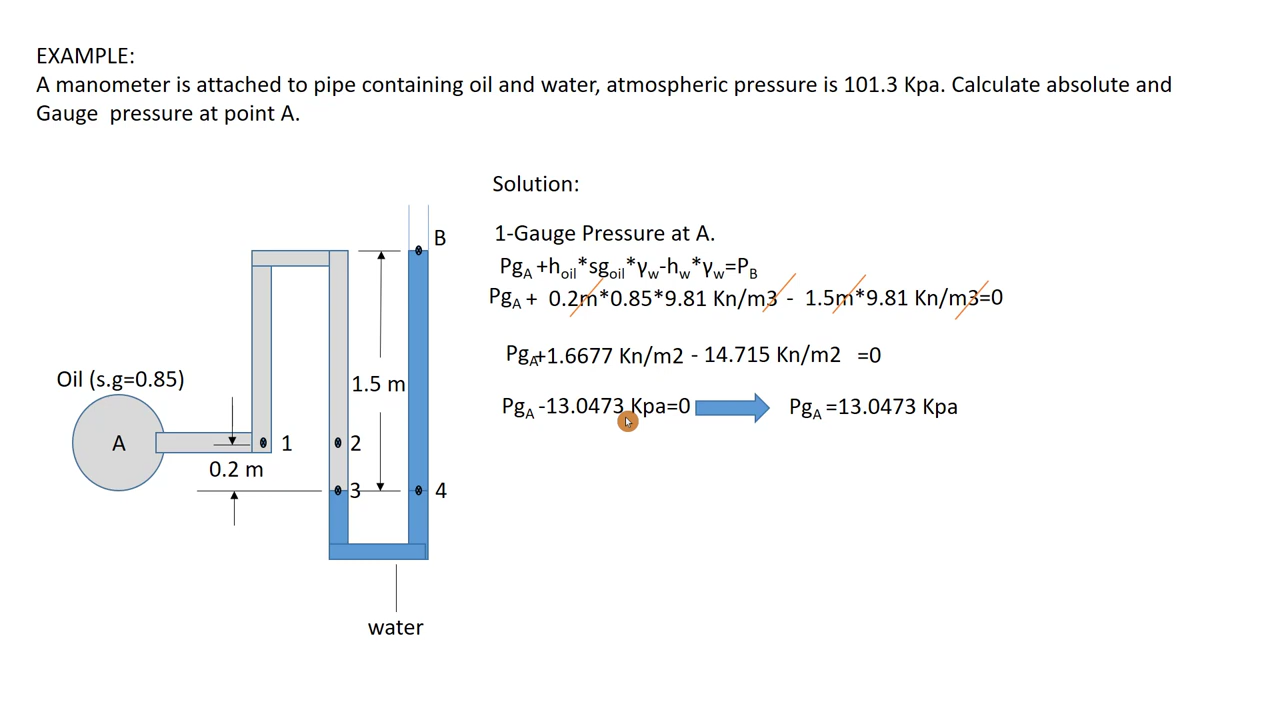 EXAMPLE:
A manometer is attached to pipe containing oil and water, atmospheric pressure is 101.3 Kpa. Calculate absolute and
Gauge pressure at point A.
Solution:
1-Gauge Pressure at A.
PgA +hoil*sgoil*γw-hw*γw=PB
PgA + 0.2m*0.85*9.81 Kn/m3 - 1.5m*9.81 Kn/m3=0
PgA+1.6677 Kn/m2 - 14.715 Kn/m2 =0
PgA -13.0473 Kpa=0 PgA =13.0473 Kpa
B
1.5 m
Oil (s.g=0.85)
A
1
2
0.2 m
3
4
water